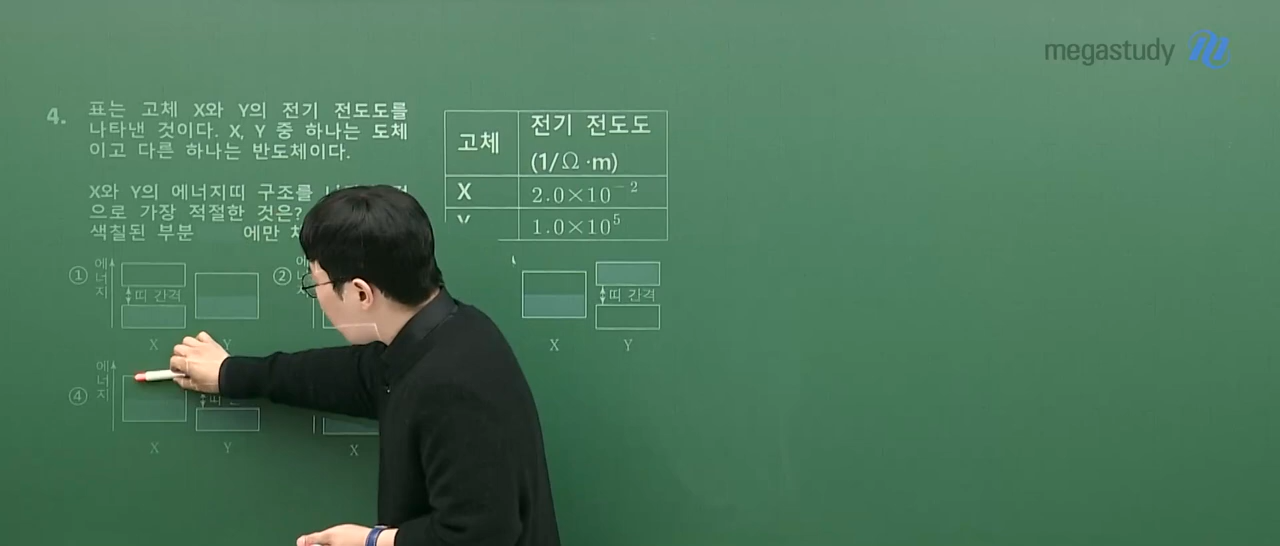 megastudy
4. 표는 고체 X와 Y의 전기 전도도를
나타낸 것이다. X, Y 중 하나는 도체
이고 다른 하나는 반도체이다.
고체 전기 전도도 (1/Ω·m)
X 2.0×10⁻²
Y 1.0×10⁵
X와 Y의 에너지띠 구조를
으로 가장 적절한 것은?
색칠된 부분 에만
① 에너지 띠 간격 X Y
②
띠 간격 X Y
④ 에너지 띠 X Y
X